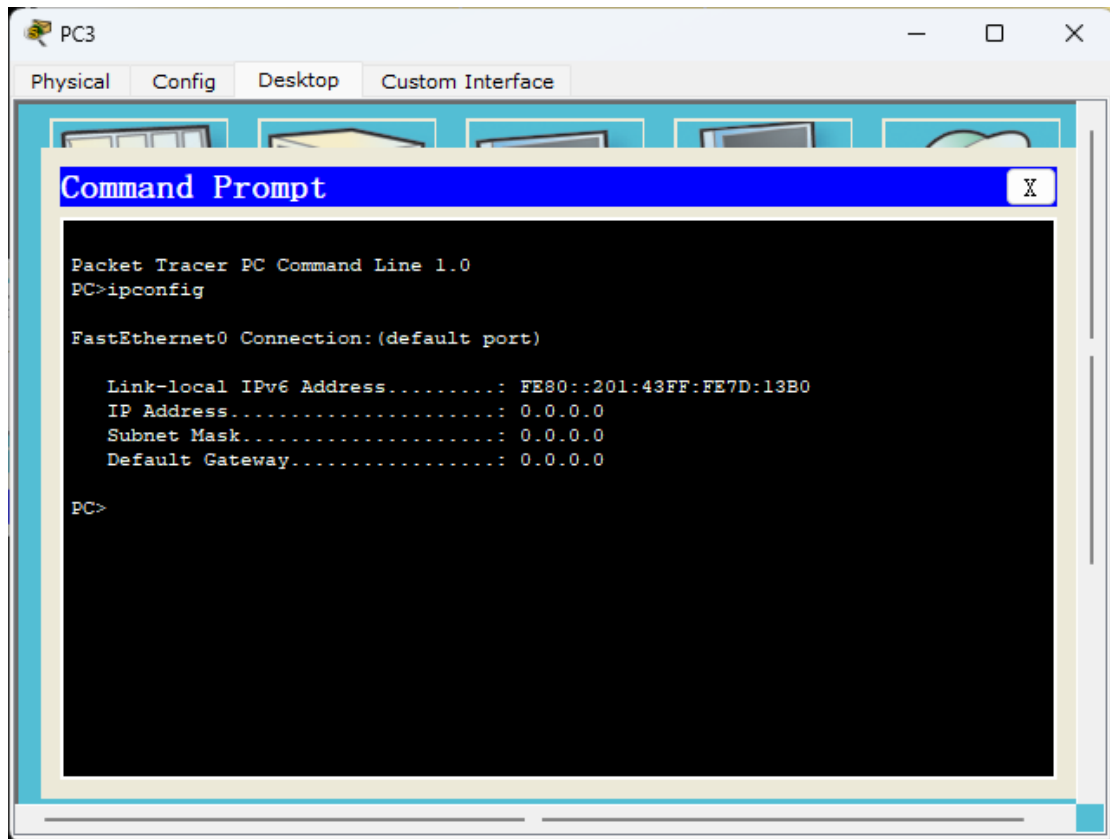 PC3
Physical Config Desktop Custom Interface
Command Prompt X
Packet Tracer PC Command Line 1.0
PC>ipconfig
FastEthernet0 Connection:(default port)
Link-local IPv6 Address.........: FE80::201:43FF:FE7D:13B0
IP Address......................: 0.0.0.0
Subnet Mask.....................: 0.0.0.0
Default Gateway.................: 0.0.0.0
PC>